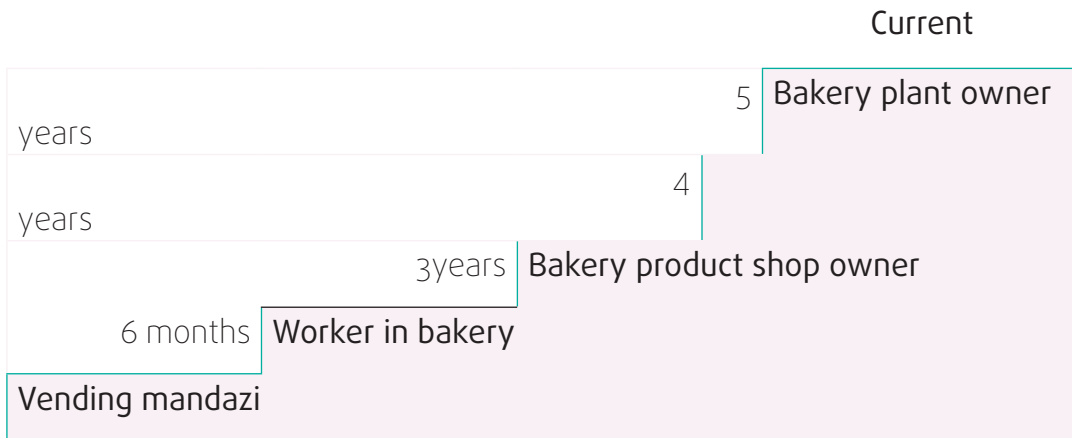 Current
5 Bakery plant owner
years
4
years
3years Bakery product shop owner
6 months Worker in bakery
Vending mandazi